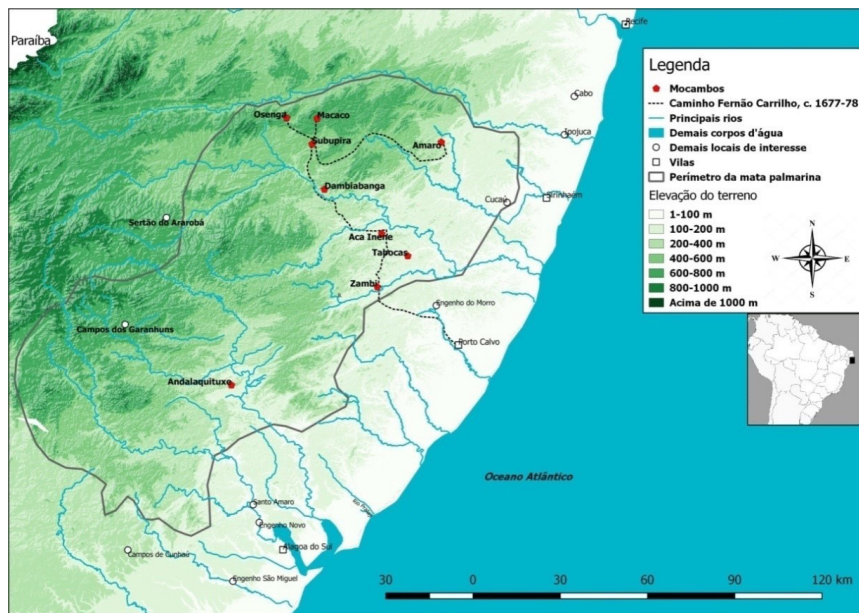 Paraíba
Recife
Cabo
Ipojuca
Osenga
Macaco
Subupira
Amaro
Dambiabanga
Cucaú
Sirinhaém
Sertão do Ararobá
Aca Inene
Tabocas
Zambi
Engenho do Morro
Campos dos Garanhuns
Porto Calvo
Andalaquituxo
Oceano Atlântico
Santo Amaro
Engenho Novo
Alagoa do Sul
Campos de Cunhaú
Engenho São Miguel
Legenda
Mocambos
Caminho Fernão Carrilho, c. 1677-78
Principais rios
Demais corpos d'água
Demais locais de interesse
Vilas
Perímetro da mata palmarina
Elevação do terreno
1-100 m
100-200 m
200-400 m
400-600 m
600-800 m
800-1000 m
Acima de 1000 m
N
W E
S
30 0 30 60 90 120 km